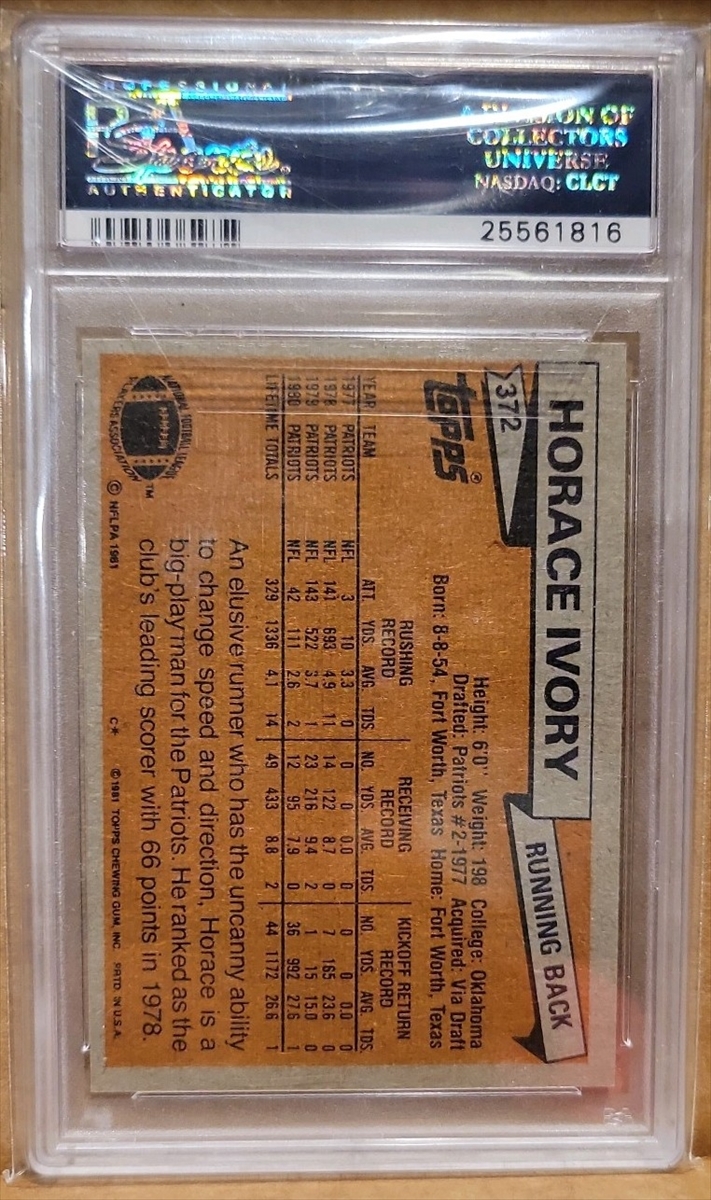 PROFESSIONAL
PSA
AUTHENTICATOR
A DIVISION OF
COLLECTORS
UNIVERSE
NASDAQ: CLCT
25561816
372
HORACE IVORY
RUNNING BACK
TOPPS®
Height: 6'0" Weight: 198 College: Oklahoma
Drafted: Patriots #2-1977 Acquired: Via Draft
Born: 8-8-54, Fort Worth, Texas Home: Fort Worth, Texas
RUSHING RECORD RECEIVING RECORD KICKOFF RETURN RECORD
YEAR TEAM ATT. YDS. AVG. TDS. NO. YDS. AVG. TDS. NO. YDS. AVG. TDS.
1977 PATRIOTS NFL 3 10 3.3 0 0 0 0.0 0 0 0 0.0 0
1978 PATRIOTS NFL 141 693 4.9 11 14 122 8.7 0 7 165 23.6 0
1979 PATRIOTS NFL 143 522 3.7 1 23 216 9.4 2 1 15 15.0 0
1980 PATRIOTS NFL 42 111 2.6 2 12 95 7.9 0 36 992 27.6 1
LIFETIME TOTALS 329 1336 4.1 14 49 433 8.8 2 44 1172 26.6 1
An elusive runner who has the uncanny ability
to change speed and direction, Horace is a
big-play man for the Patriots. He ranked as the
club's leading scorer with 66 points in 1978.
NATIONAL FOOTBALL LEAGUE
PLAYERS ASSOCIATION
TM
© NFLPA 1981
C* © 1981 TOPPS CHEWING GUM, INC. PRTD. IN U.S.A.